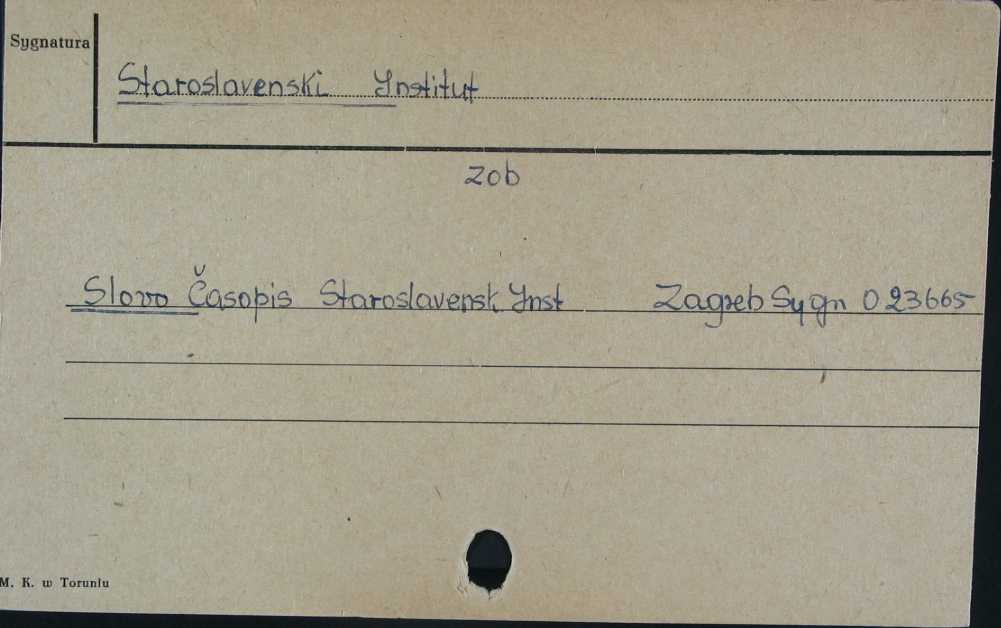 Sygnatura
Staroslavenski Institut
zob
Slovo Časopis Staroslavensk Inst Zagreb Sygn 023665
M. K. w Toruniu